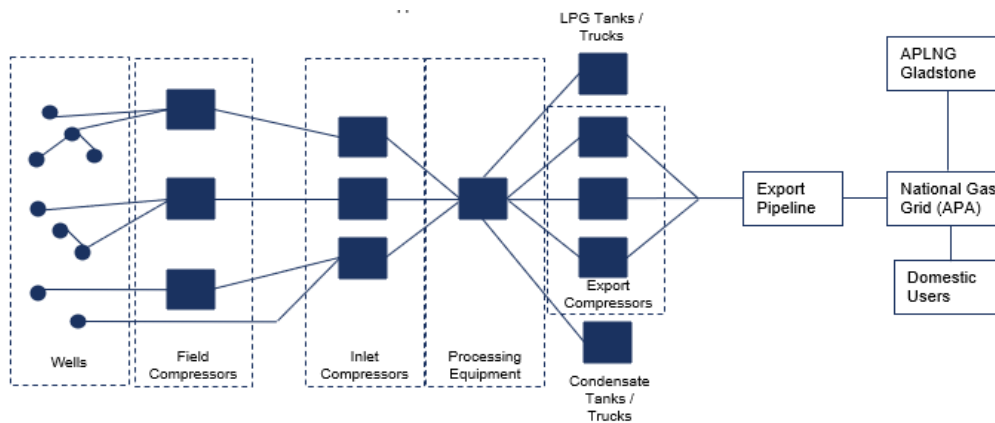 LPG Tanks /
Trucks
APLNG
Gladstone
Export
Pipeline
National Gas
Grid (APA)
Domestic
Users
Export
Compressors
Wells
Field
Compressors
Inlet
Compressors
Processing
Equipment
Condensate
Tanks /
Trucks